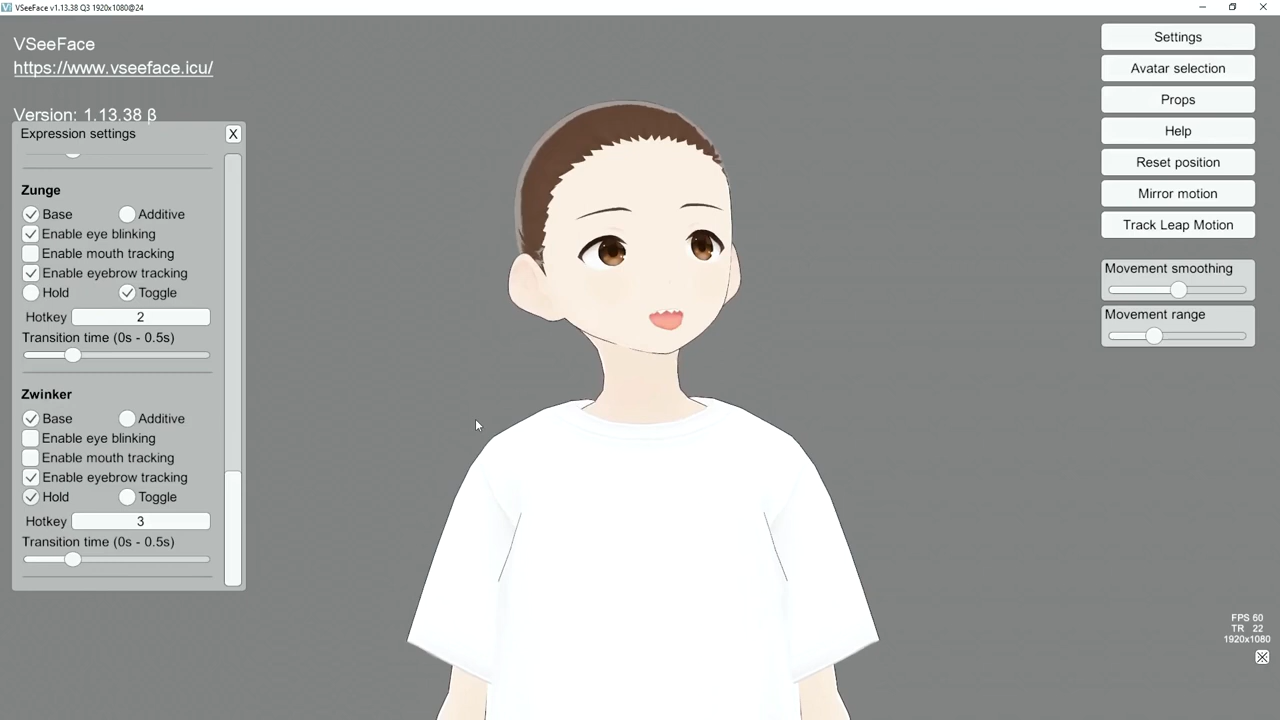 VSeeFace v1.13.38 Q3 1920x1080@24
VSeeFace
https://www.vseeface.icu/
Version: 1.13.38 β
Expression settings
X
Zunge
Base Additive
Enable eye blinking
Enable mouth tracking
Enable eyebrow tracking
Hold Toggle
Hotkey 2
Transition time (0s - 0.5s)
Zwinker
Base Additive
Enable eye blinking
Enable mouth tracking
Enable eyebrow tracking
Hold Toggle
Hotkey 3
Transition time (0s - 0.5s)
Settings
Avatar selection
Props
Help
Reset position
Mirror motion
Track Leap Motion
Movement smoothing
Movement range
FPS 60
TR 22
1920x1080